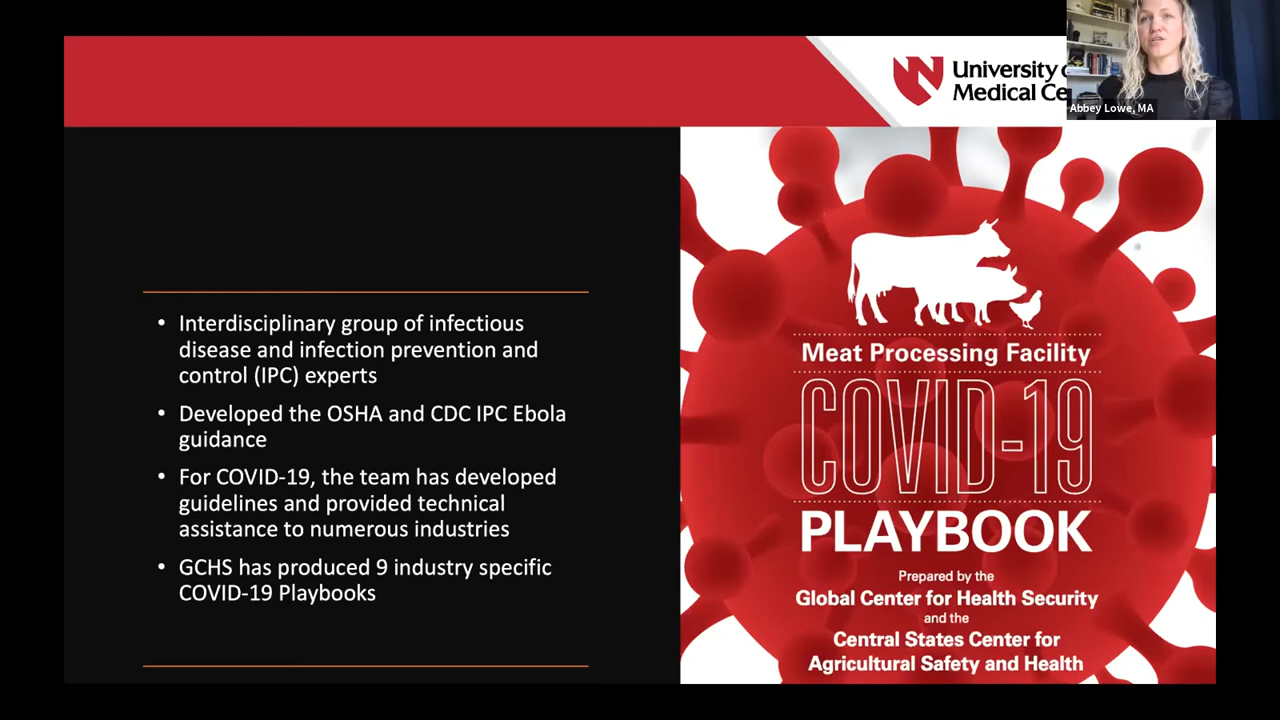 University
Medical
Abbey Lowe, MA
• Interdisciplinary group of infectious
disease and infection prevention and
control (IPC) experts
• Developed the OSHA and CDC IPC Ebola
guidance
• For COVID-19, the team has developed
guidelines and provided technical
assistance to numerous industries
• GCHS has produced 9 industry specific
COVID-19 Playbooks
Meat Processing Facility
COVID-19
PLAYBOOK
Prepared by the
Global Center for Health Security
and the
Central States Center for
Agricultural Safety and Health